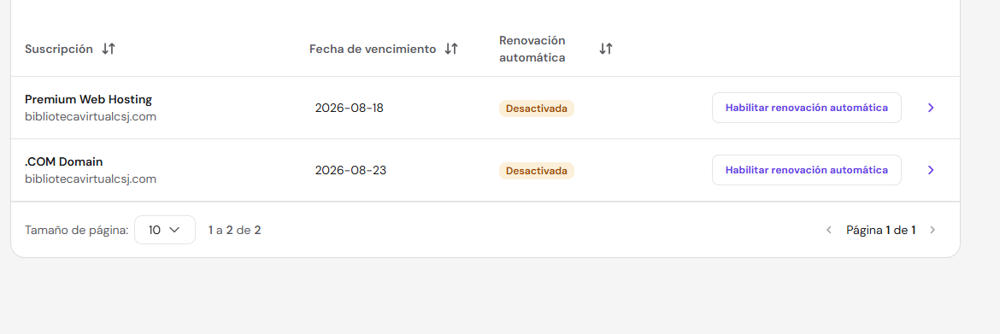 Suscripción Fecha de vencimiento Renovación automática
Premium Web Hosting
bibliotecavirtualcsj.com
2026-08-18 Desactivada Habilitar renovación automática
.COM Domain
bibliotecavirtualcsj.com
2026-08-23 Desactivada Habilitar renovación automática
Tamaño de página: 10 1 a 2 de 2 Página 1 de 1